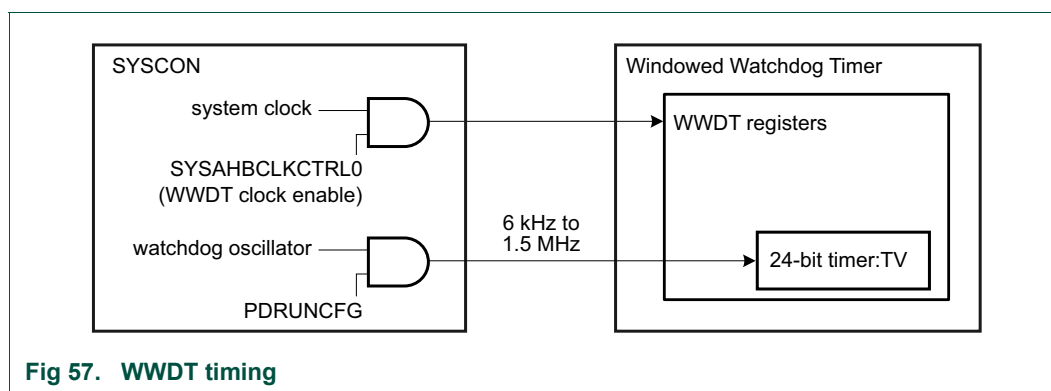 SYSCON
system clock
SYSAHBCLKCTRL0
(WWDT clock enable)
watchdog oscillator
PDRUNCFG
6 kHz to
1.5 MHz
Windowed Watchdog Timer
WWDT registers
24-bit timer:TV
Fig 57. WWDT timing